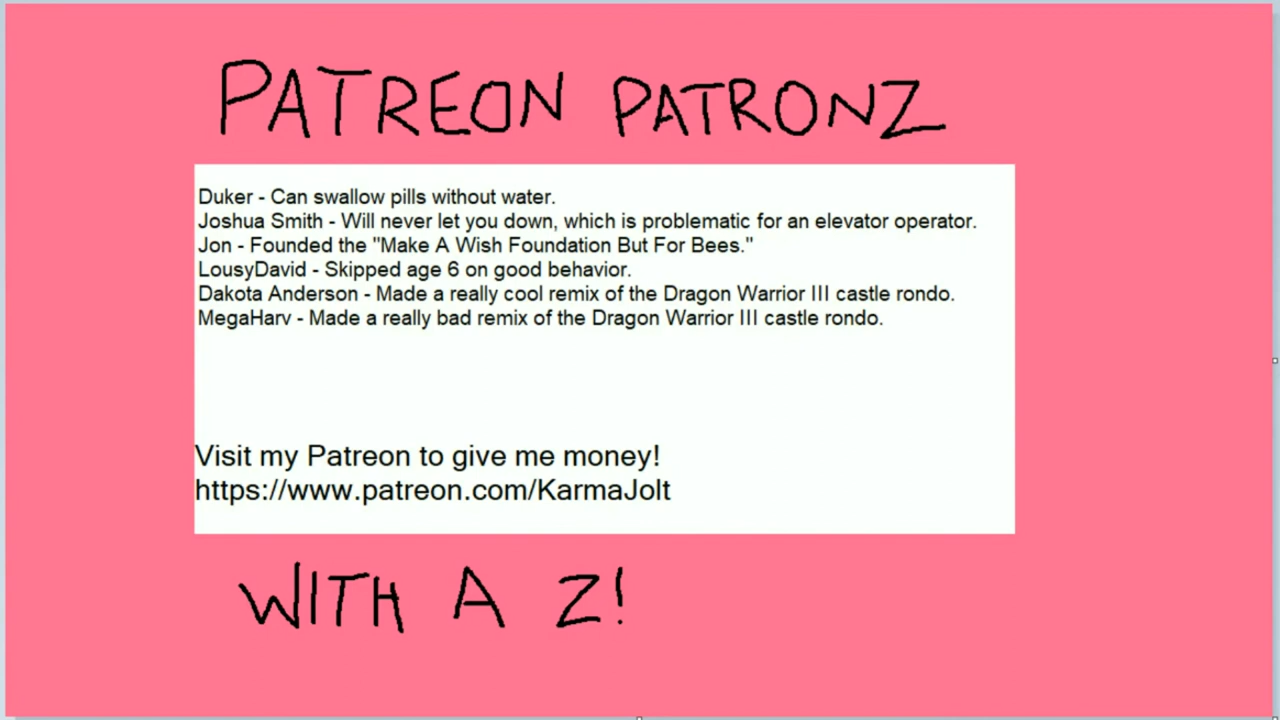 PATREON PATRONZ
Duker - Can swallow pills without water.
Joshua Smith - Will never let you down, which is problematic for an elevator operator.
Jon - Founded the "Make A Wish Foundation But For Bees."
LousyDavid - Skipped age 6 on good behavior.
Dakota Anderson - Made a really cool remix of the Dragon Warrior III castle rondo.
MegaHarv - Made a really bad remix of the Dragon Warrior III castle rondo.
Visit my Patreon to give me money!
https://www.patreon.com/KarmaJolt
WITH A Z!